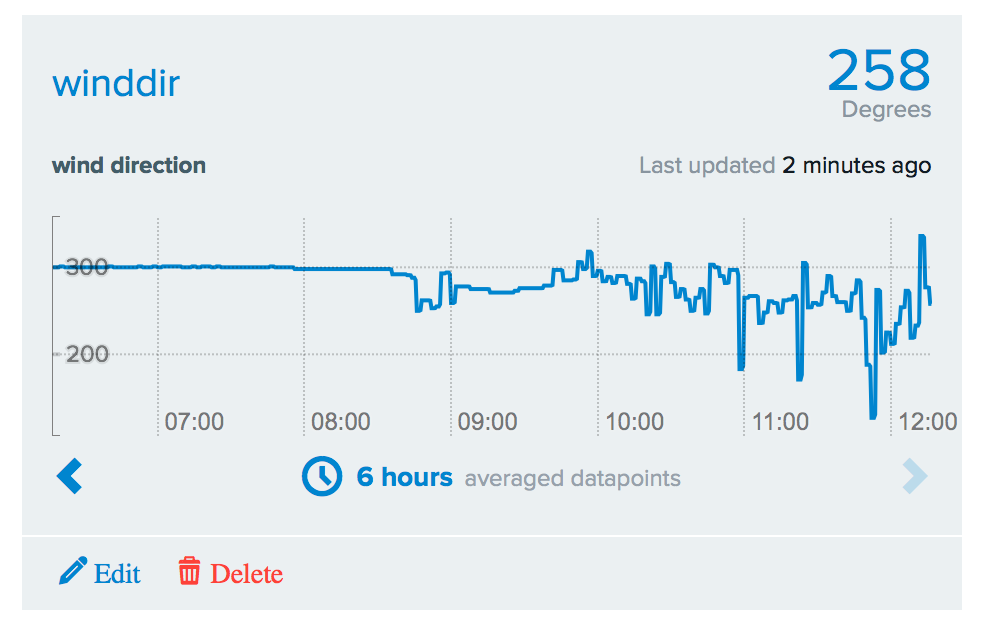 winddir
258
Degrees
wind direction
Last updated 2 minutes ago
300
200
07:00 08:00 09:00 10:00 11:00 12:00
6 hours averaged datapoints
Edit Delete